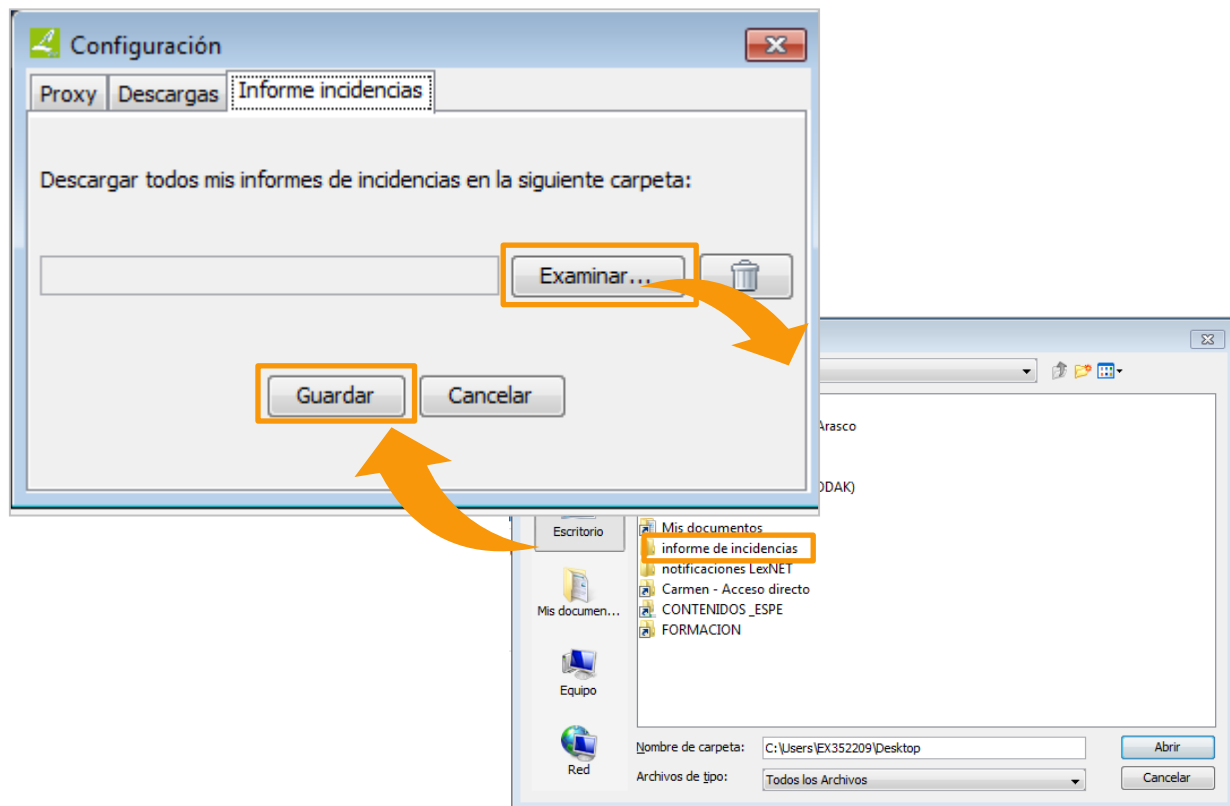 Configuración
Proxy
Descargas
Informe incidencias
Descargar todos mis informes de incidencias en la siguiente carpeta:
Examinar...
Guardar
Cancelar
Arasco
ODAK)
Escritorio
Mis documentos
informe de incidencias
notificaciones LexNET
Carmen - Acceso directo
CONTENIDOS_ESPE
FORMACION
Mis documen...
Equipo
Red
Nombre de carpeta: C:\Users\EX352209\Desktop
Abrir
Archivos de tipo: Todos los Archivos
Cancelar